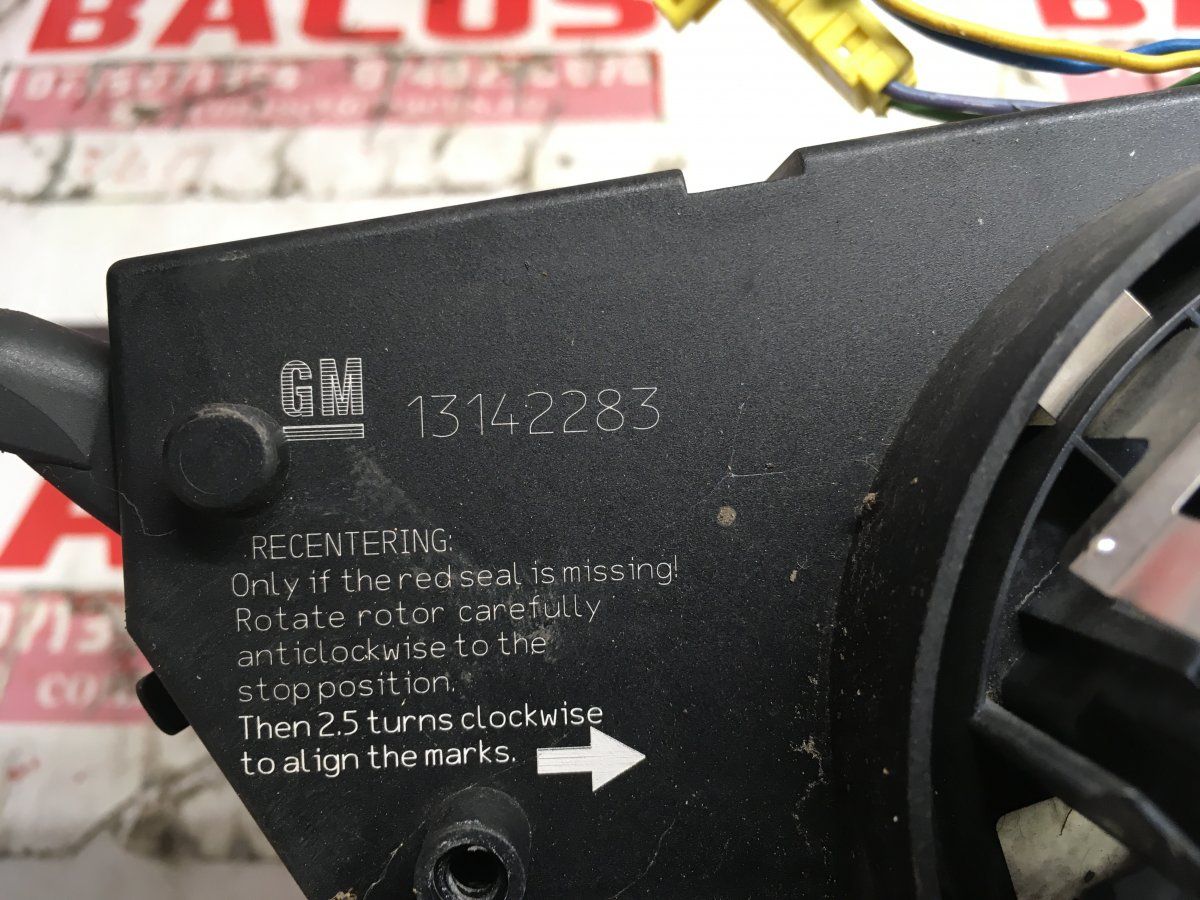 BALOS
GM
13142283
.RECENTERING:
Only if the red seal is missing!
Rotate rotor carefully
anticlockwise to the
stop position.
Then 2.5 turns clockwise
to align the marks.